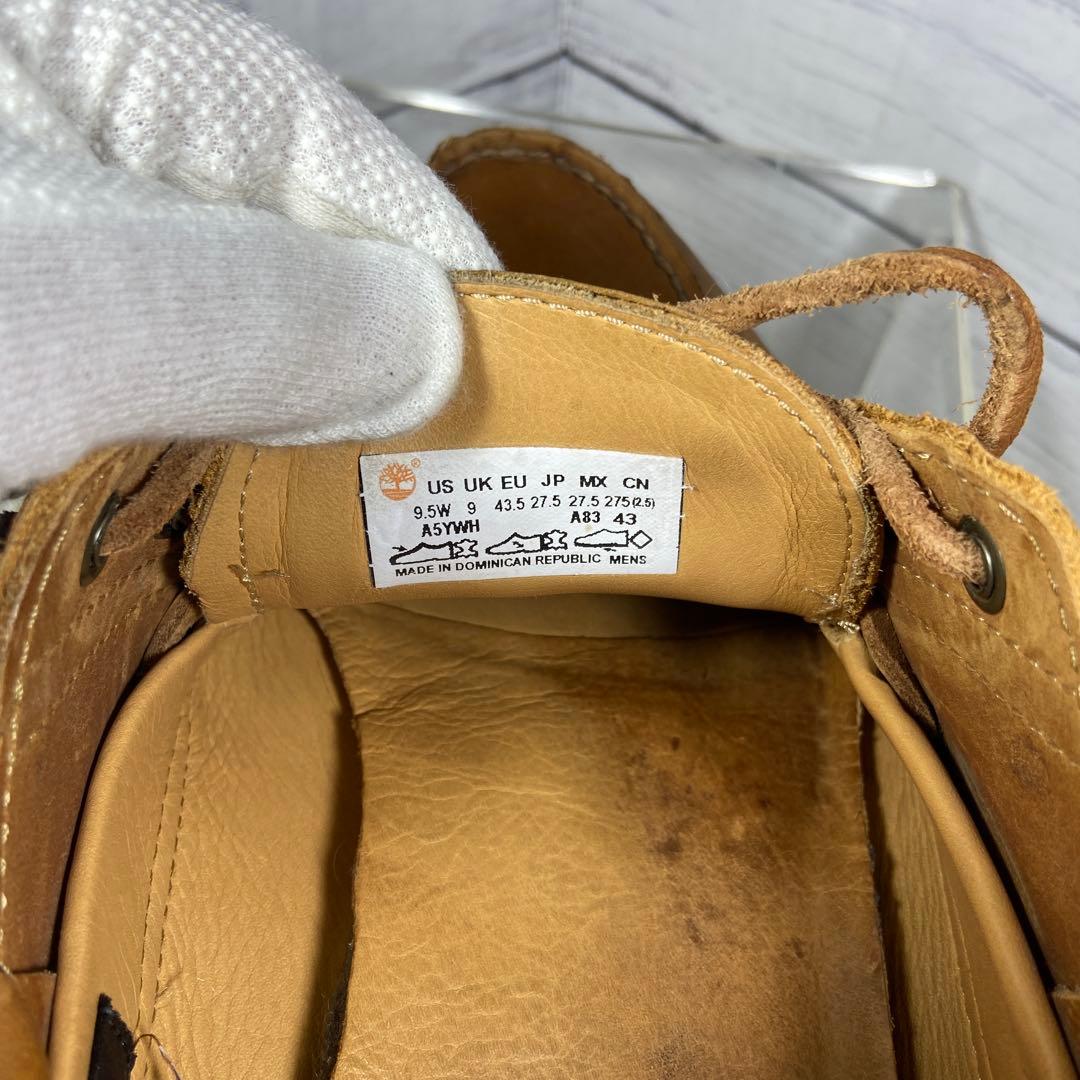 ® US UK EU JP MX CN
9.5W 9 43.5 27.5 27.5 275(2.5)
A5YWH A83 43
MADE IN DOMINICAN REPUBLIC MENS